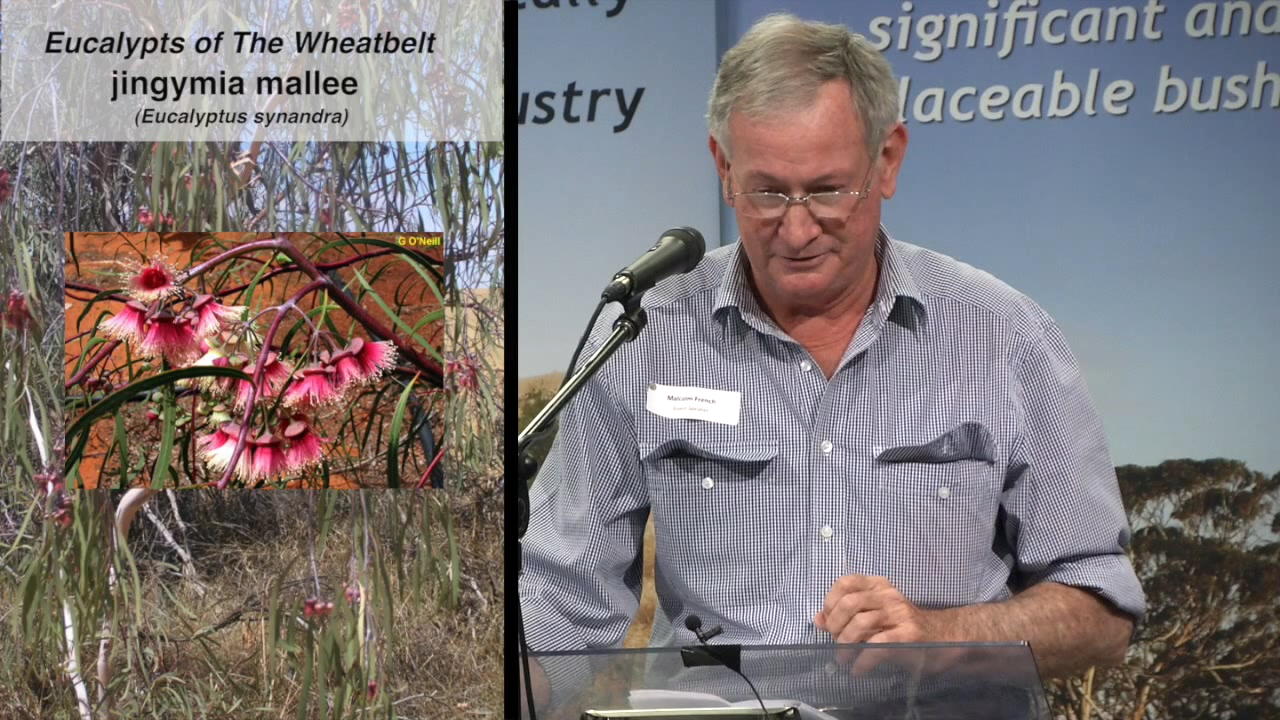 Eucalypts of The Wheatbelt
jingymia mallee
(Eucalyptus synandra)
G O'Neill
ustry
significant and
laceable bush
Malcolm French